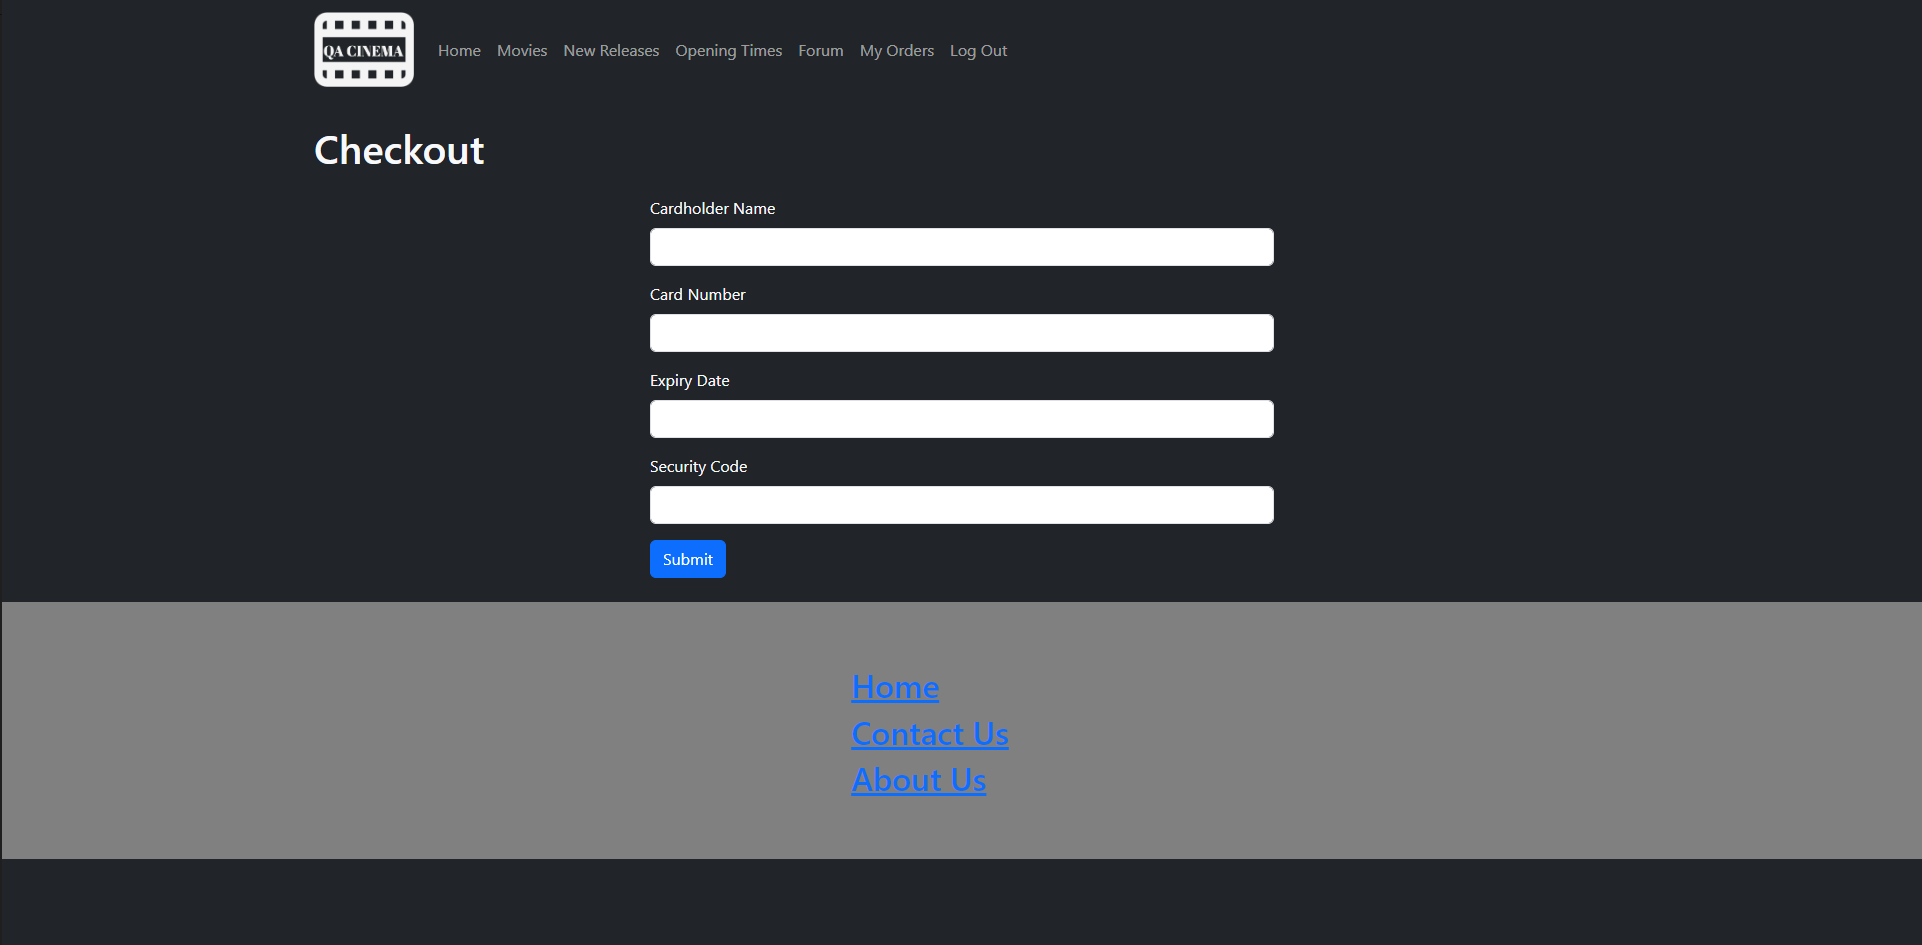 QA CINEMA
Home Movies New Releases Opening Times Forum My Orders Log Out
Checkout
Cardholder Name
Card Number
Expiry Date
Security Code
Submit
Home
Contact Us
About Us